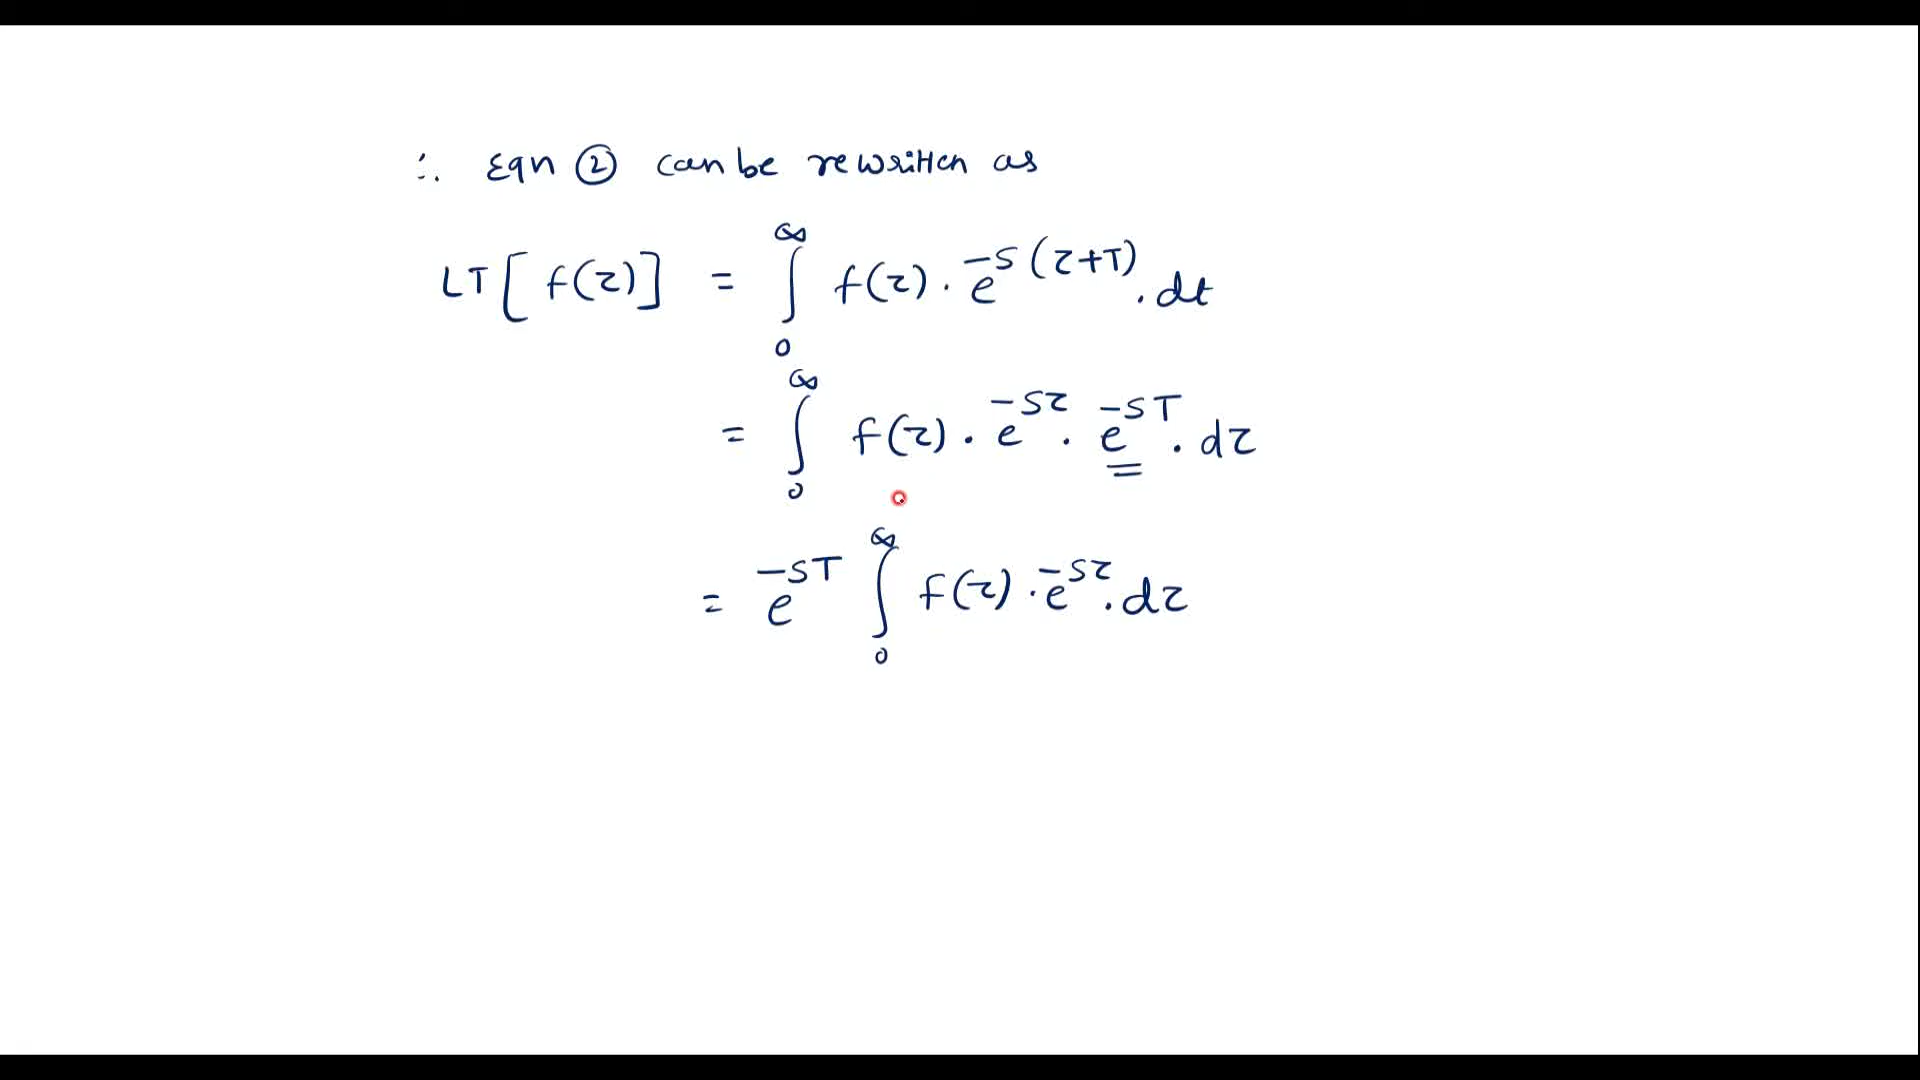 ∴ Eqn ② can be rewritten as
LT[f(τ)] = ∫₀^∞ f(τ) · e^{-s(τ+T)} · dt
= ∫₀^∞ f(τ) · e^{-sτ} · e^{-sT} · dτ
= e^{-sT} ∫₀^∞ f(τ) · e^{-sτ} · dτ